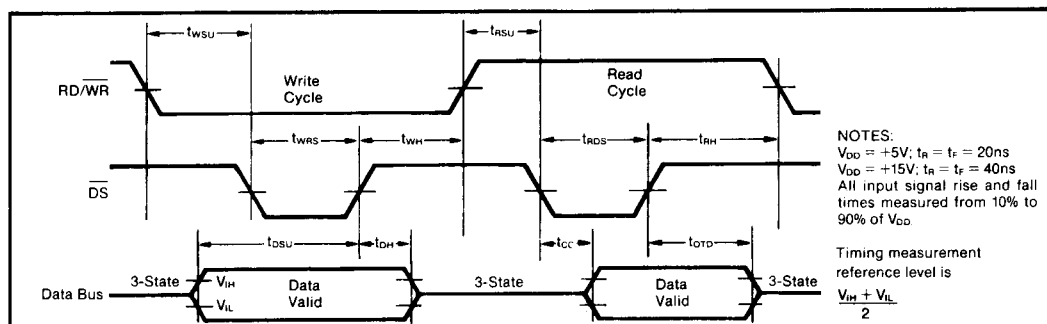 tWSU
tRSU
RD/WR
Write
Cycle
Read
Cycle
tWRS
tWH
tRDS
tRH
DS
tDSU
tDH
tCC
tOTD
Data Bus
3-State
VIH
VIL
Data
Valid
3-State
Data
Valid
3-State
NOTES:
VDD = +5V; tR = tF = 20ns
VDD = +15V; tR = tF = 40ns
All input signal rise and fall
times measured from 10% to
90% of VDD.
Timing measurement
reference level is
VIH + VIL
2